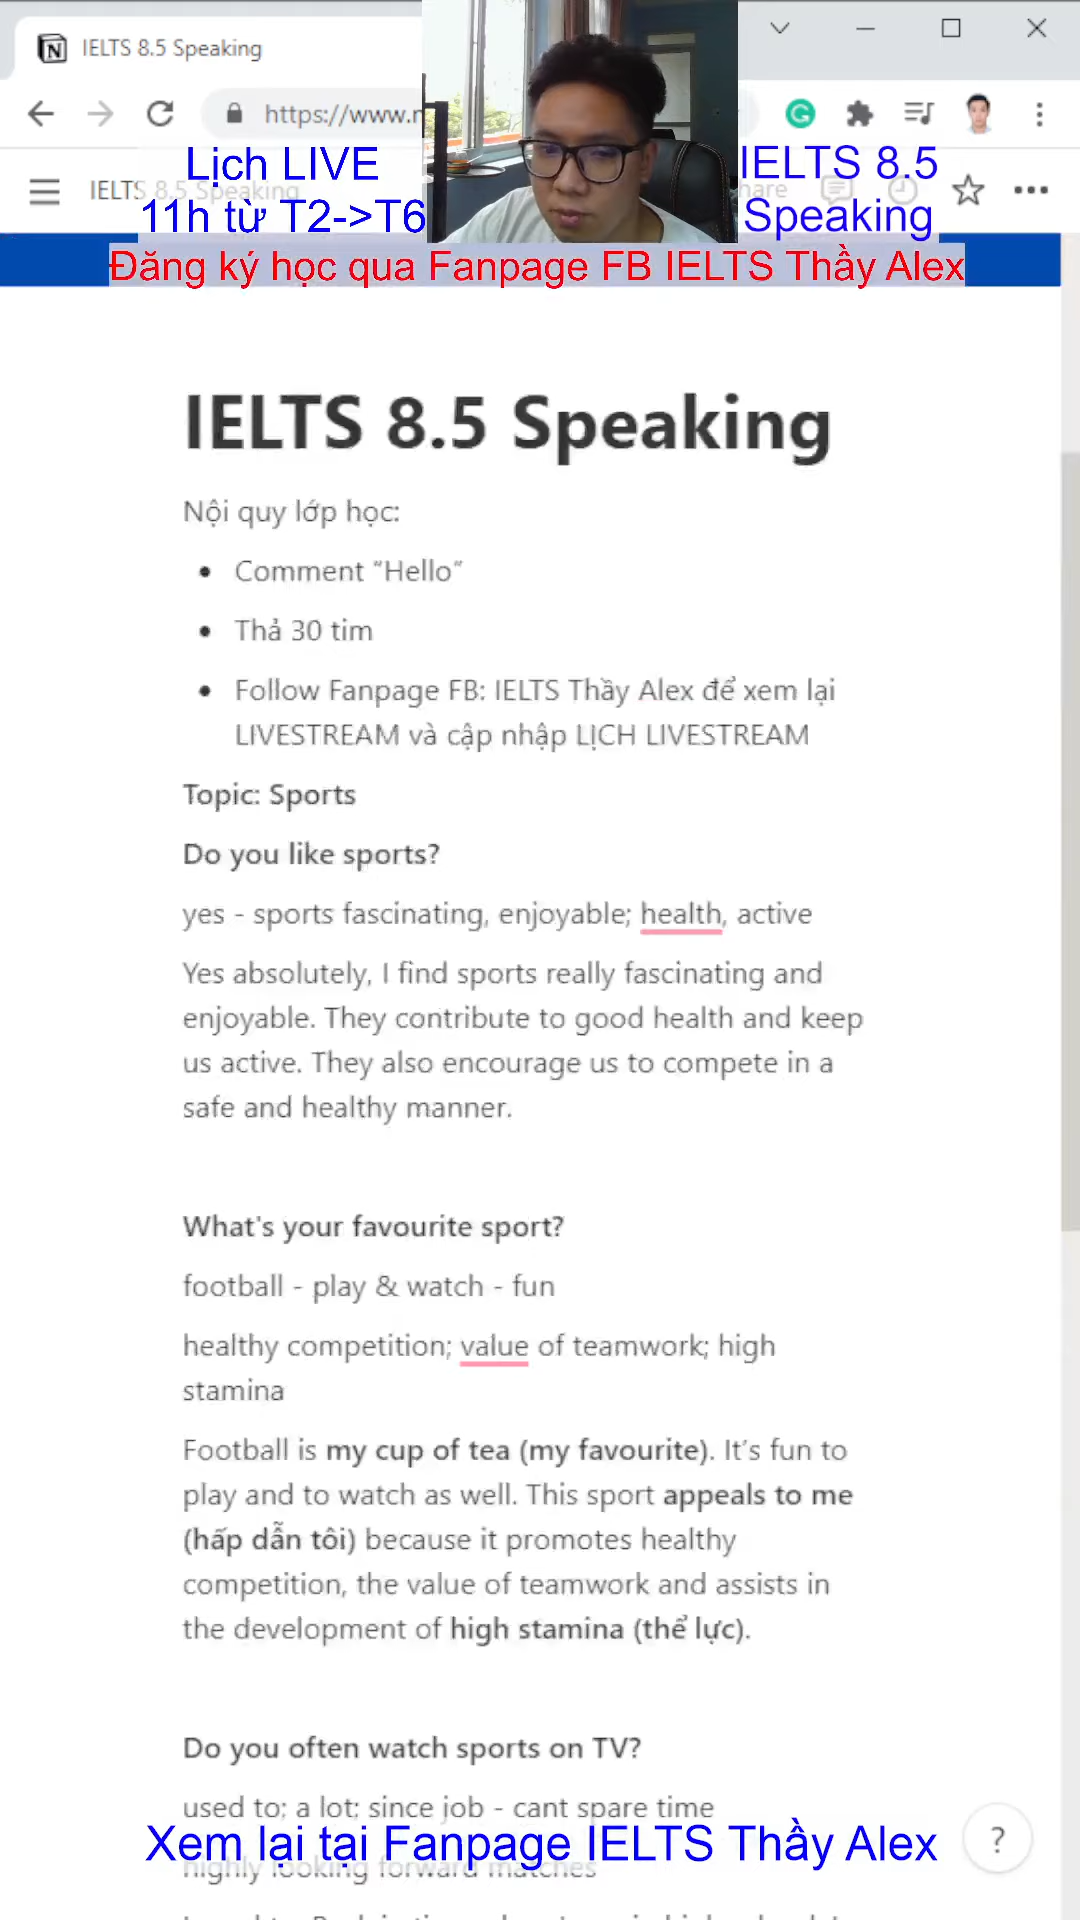 IELTS 8.5 Speaking
https://www.n
Lịch LIVE
11h từ T2->T6
IELTS 8.5
Speaking
IELTS 8.5 Speaking
Đăng ký học qua Fanpage FB IELTS Thầy Alex
IELTS 8.5 Speaking
Nội quy lớp học:
Comment “Hello”
Thả 30 tim
Follow Fanpage FB: IELTS Thầy Alex để xem lại
LIVESTREAM và cập nhập LỊCH LIVESTREAM
Topic: Sports
Do you like sports?
yes - sports fascinating, enjoyable; health, active
Yes absolutely, I find sports really fascinating and
enjoyable. They contribute to good health and keep
us active. They also encourage us to compete in a
safe and healthy manner.
What's your favourite sport?
football - play & watch - fun
healthy competition; value of teamwork; high
stamina
Football is my cup of tea (my favourite). It’s fun to
play and to watch as well. This sport appeals to me
(hấp dẫn tôi) because it promotes healthy
competition, the value of teamwork and assists in
the development of high stamina (thể lực).
Do you often watch sports on TV?
used to; a lot; since job - cant spare time
Xem lại tại Fanpage IELTS Thầy Alex
highly looking forward matches